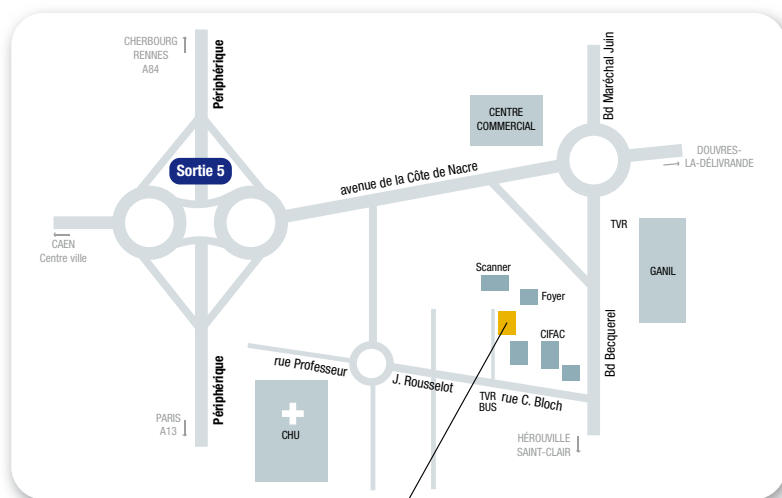 CHERBOURG
RENNES
A84
Périphérique
Bd Maréchal Juin
CENTRE
COMMERCIAL
DOUVRES-
LA-DÉLIVRANDE
Sortie 5
avenue de la Côte de Nacre
TVR
CAEN
Centre ville
GANIL
Scanner
Foyer
CIFAC
Bd Becquerel
rue Professeur
J. Rousselot
TVR
BUS
rue C. Bloch
Périphérique
PARIS
A13
CHU
HÉROUVILLE
SAINT-CLAIR